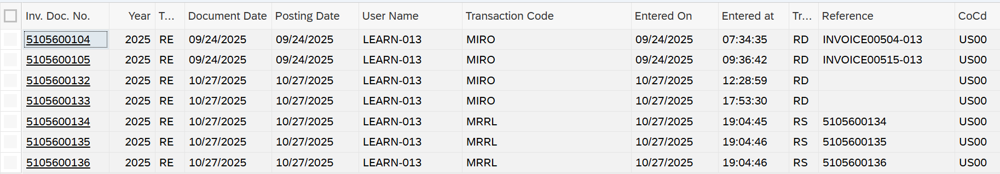 Inv. Doc. No. Year T... Document Date Posting Date User Name Transaction Code Entered On Entered at Tr... Reference CoCd
5105600104 2025 RE 09/24/2025 09/24/2025 LEARN-013 MIRO 09/24/2025 07:34:35 RD INVOICE00504-013 US00
5105600105 2025 RE 09/24/2025 09/24/2025 LEARN-013 MIRO 09/24/2025 09:36:42 RD INVOICE00515-013 US00
5105600132 2025 RE 10/27/2025 10/27/2025 LEARN-013 MIRO 10/27/2025 12:28:59 RD US00
5105600133 2025 RE 10/27/2025 10/27/2025 LEARN-013 MIRO 10/27/2025 17:53:30 RD US00
5105600134 2025 RE 10/27/2025 10/27/2025 LEARN-013 MRRL 10/27/2025 19:04:45 RS 5105600134 US00
5105600135 2025 RE 10/27/2025 10/27/2025 LEARN-013 MRRL 10/27/2025 19:04:46 RS 5105600135 US00
5105600136 2025 RE 10/27/2025 10/27/2025 LEARN-013 MRRL 10/27/2025 19:04:46 RS 5105600136 US00